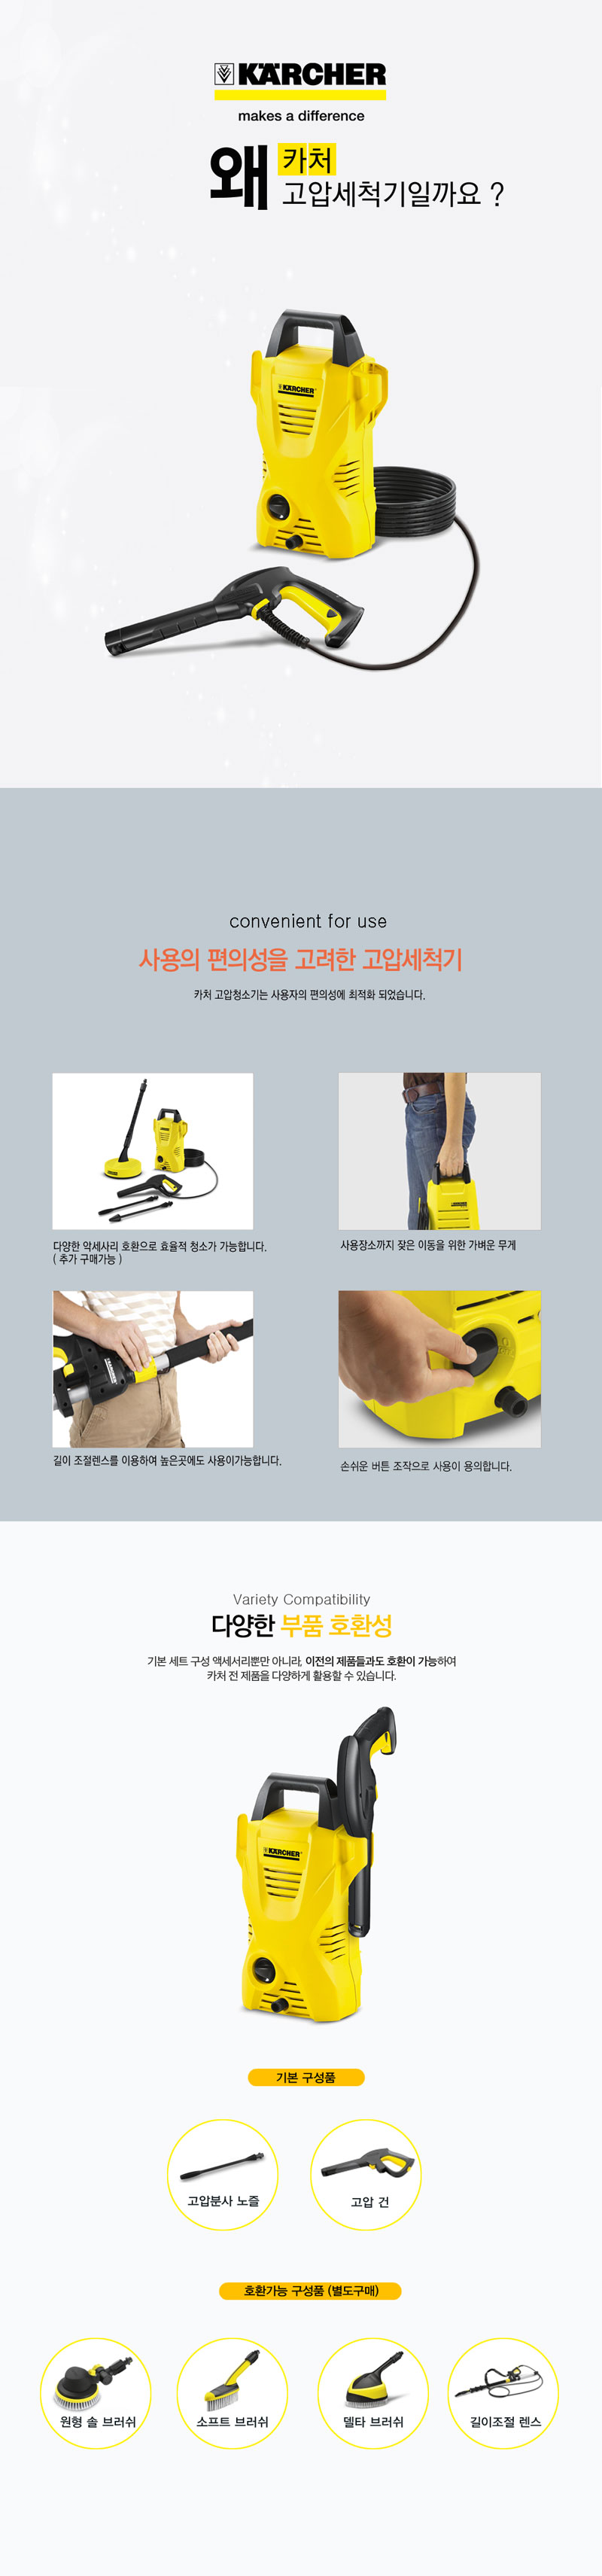 KÄRCHER
makes a difference
왜 카처
고압세척기일까요 ?
KÄRCHER
convenient for use
사용의 편의성을 고려한 고압세척기
카처 고압청소기는 사용자의 편의성에 최적화 되었습니다.
다양한 악세사리 호환으로 효율적 청소가 가능합니다.
( 추가 구매가능 )
사용장소까지 잦은 이동을 위한 가벼운 무게
길이 조절렌스를 이용하여 높은곳에도 사용이가능합니다.
손쉬운 버튼 조작으로 사용이 용의합니다.
Variety Compatibility
다양한 부품 호환성
기본 세트 구성 액세서리뿐만 아니라, 이전의 제품들과도 호환이 가능하여
카처 전 제품을 다양하게 활용할 수 있습니다.
KÄRCHER
기본 구성품
고압분사 노즐
고압 건
호환가능 구성품 (별도구매)
원형 솔 브러쉬
소프트 브러쉬
델타 브러쉬
길이조절 렌스